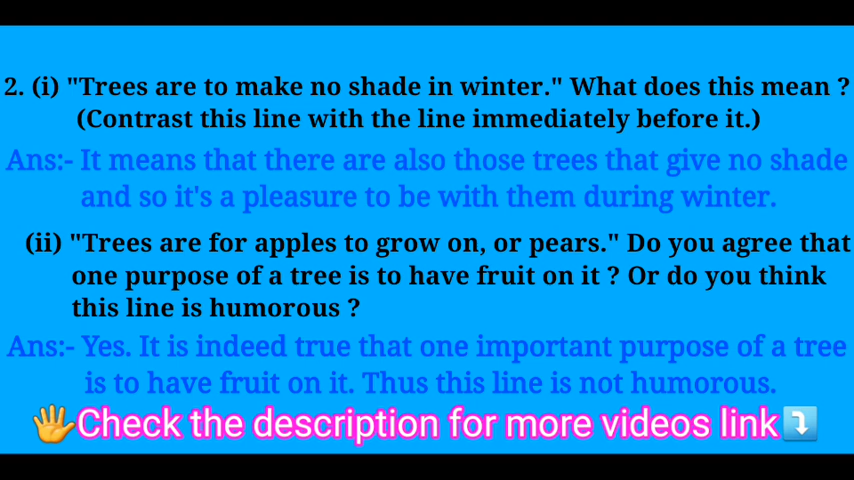 2. (i) "Trees are to make no shade in winter." What does this mean ?
(Contrast this line with the line immediately before it.)
Ans:- It means that there are also those trees that give no shade
and so it's a pleasure to be with them during winter.
(ii) "Trees are for apples to grow on, or pears." Do you agree that
one purpose of a tree is to have fruit on it ? Or do you think
this line is humorous ?
Ans:- Yes. It is indeed true that one important purpose of a tree
is to have fruit on it. Thus this line is not humorous.
🖐Check the description for more videos link⤵